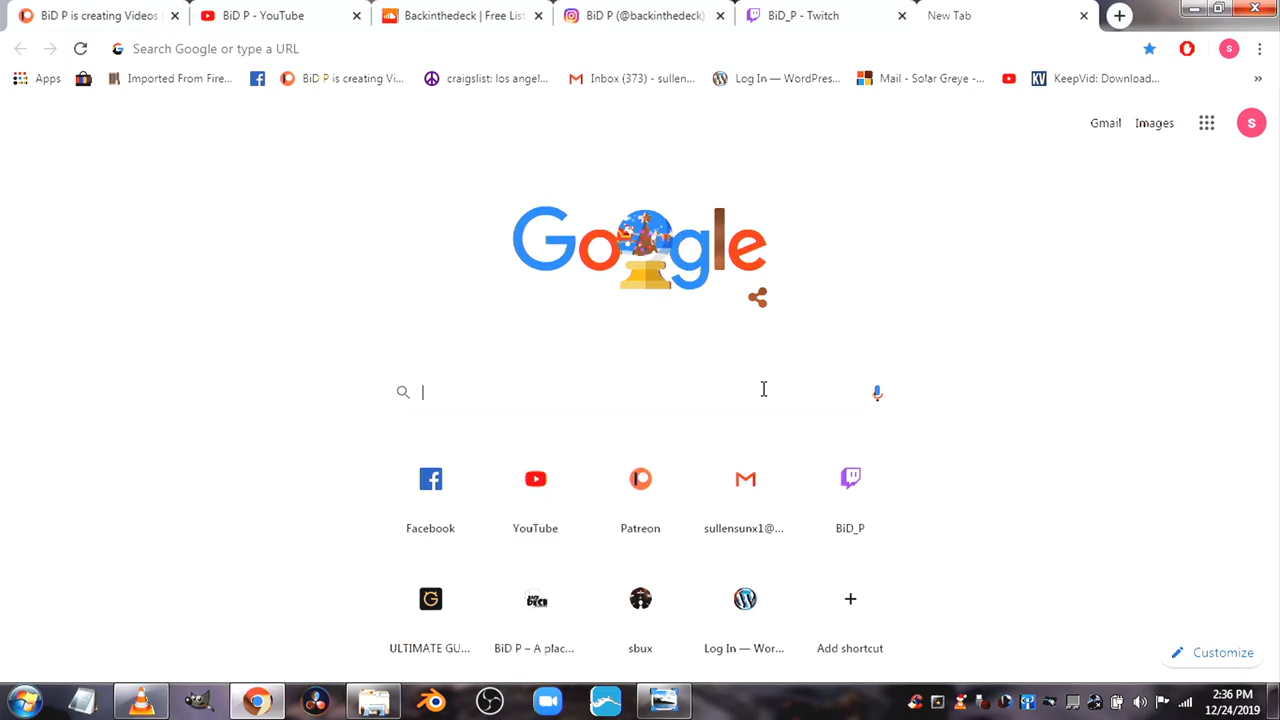 BiD P is creating Videos
BiD P - YouTube
Backinthedeck | Free List
BiD P (@backinthedeck)
BiD_P - Twitch
New Tab
Search Google or type a URL
S
Apps
Imported From Fire...
BiD P is creating Vi...
craigslist: los angel...
Inbox (373) - sullen...
Log In — WordPres...
Mail - Solar Greye -...
KV
KeepVid: Download...
»
Gmail
Images
S
Google
Facebook
YouTube
Patreon
sullensunx1@...
BiD_P
ULTIMATE GU...
BiD P – A plac...
sbux
Log In — Wor...
Add shortcut
Customize
2:36 PM
12/24/2019